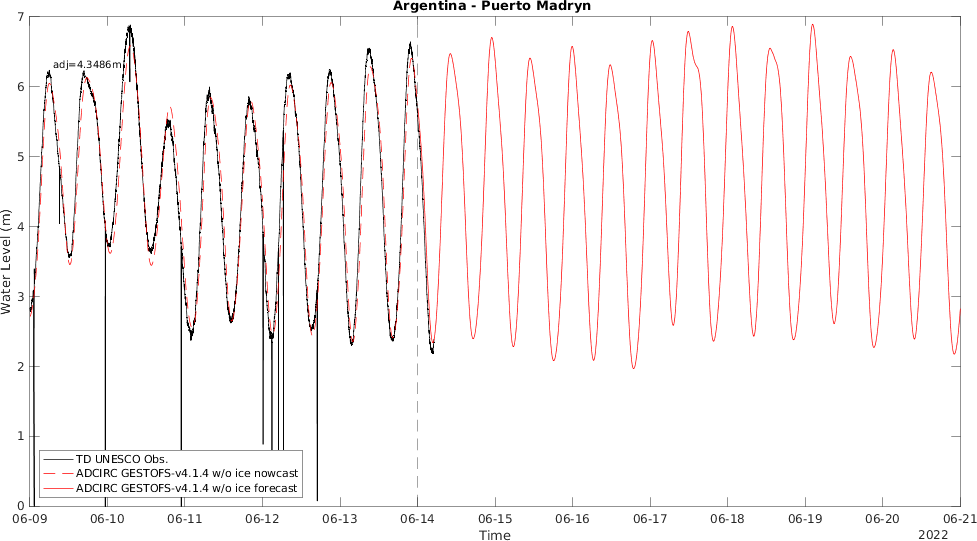 Argentina - Puerto Madryn
7
6
5
4
3
2
1
0
Water Level (m)
adj=4.3486m
TD UNESCO Obs.
ADCIRC GESTOFS-v4.1.4 w/o ice nowcast
ADCIRC GESTOFS-v4.1.4 w/o ice forecast
06-09 06-10 06-11 06-12 06-13 06-14 06-15 06-16 06-17 06-18 06-19 06-20 06-21
Time
2022